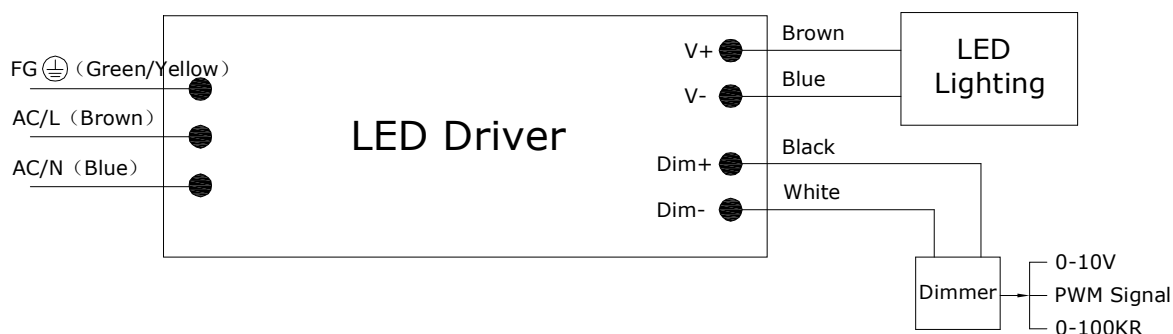 FG （Green/Yellow）
AC/L（Brown）
AC/N（Blue）
LED Driver
V+
V-
Dim+
Dim-
Brown
Blue
Black
White
LED
Lighting
Dimmer
0-10V
PWM Signal
0-100KR